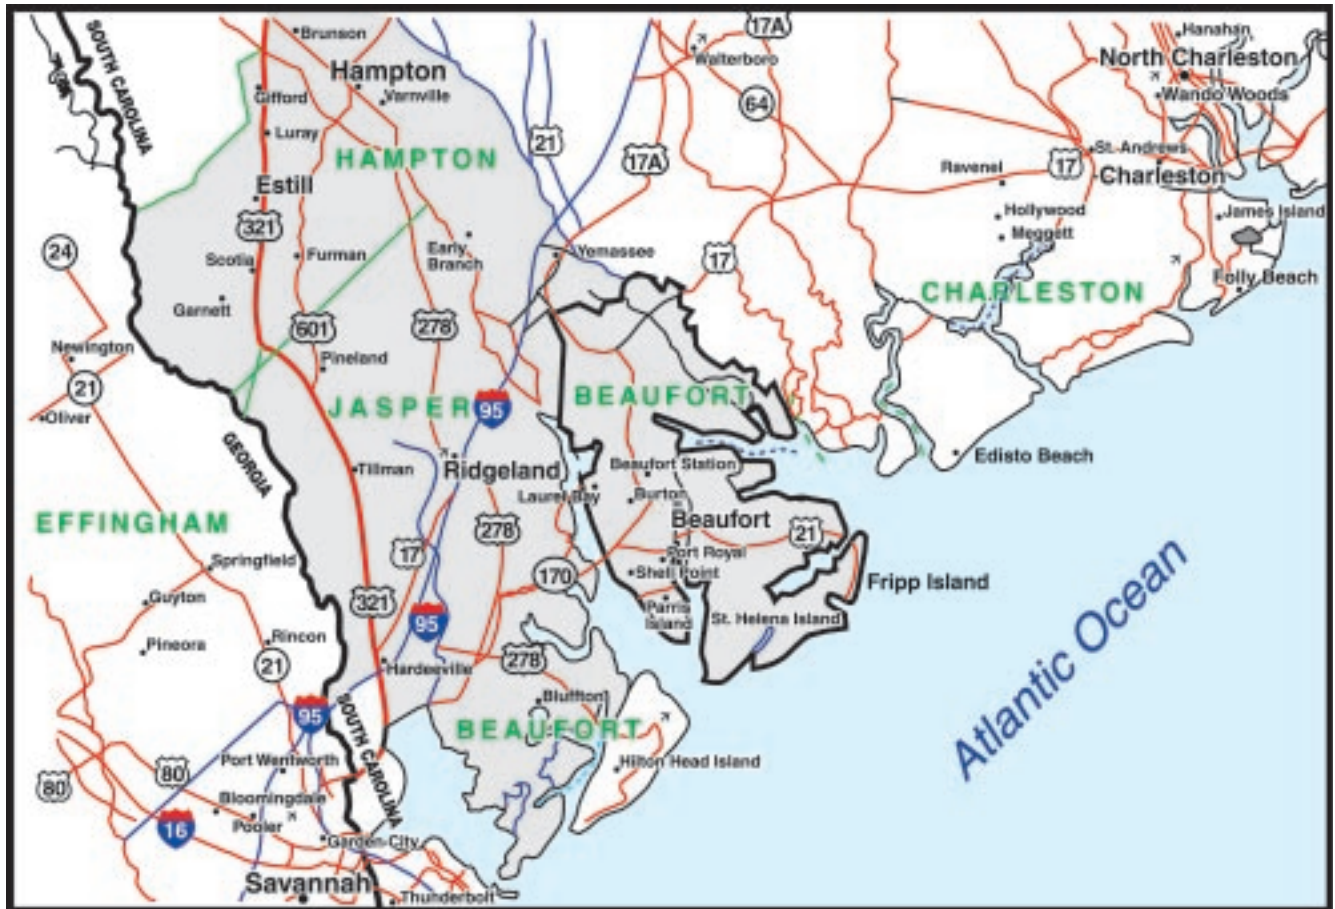 Brunson
17A
Hanahan
SOUTH CAROLINA
Walterboro
North Charleston
Hampton
Gifford
Varnville
64
Wando Woods
Luray
21
HAMPTON
17A
St. Andrews
17
Ravenel
Charleston
Estill
321
Hollywood
James Island
Meggett
24
Scotia
Furman
Early
Branch
Yemassee
17
Folly Beach
CHARLESTON
Garnett
601
278
Newington
Pineland
21
JASPER
95
BEAUFORT
Oliver
GEORGIA
Tillman
Ridgeland
Beaufort Station
Edisto Beach
Laurel Bay
Burton
EFFINGHAM
278
Beaufort
21
17
Port Royal
Springfield
170
Shell Point
Fripp Island
Guyton
321
95
Parris
Island
St. Helena Island
Atlantic Ocean
Pineora
Rincon
21
Hardeeville
278
95
SOUTH CAROLINA
Bluffton
BEAUFORT
Port Wentworth
80
80
Hilton Head Island
Bloomingdale
16
Pooler
Garden City
Savannah
Thunderbolt